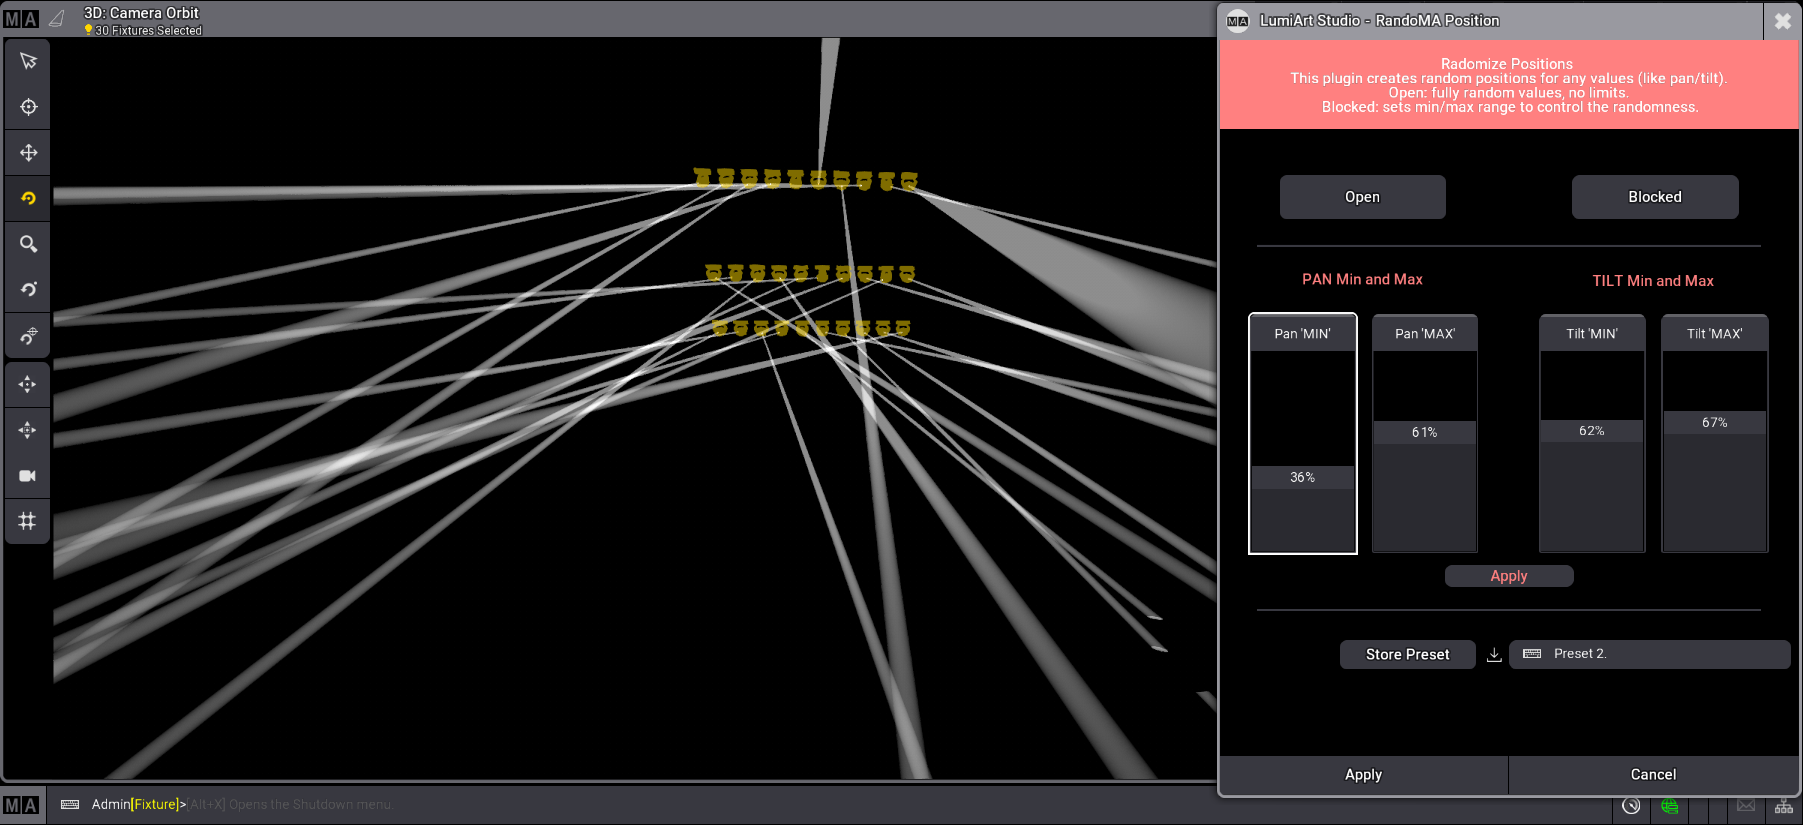 MA
3D: Camera Orbit
30 Fixtures Selected
MA
LumiArt Studio - RandoMA Position
Radomize Positions
This plugin creates random positions for any values (like pan/tilt).
Open: fully random values, no limits.
Blocked: sets min/max range to control the randomness.
Open
Blocked
PAN Min and Max
TILT Min and Max
Pan 'MIN'
Pan 'MAX'
Tilt 'MIN'
Tilt 'MAX'
36%
61%
62%
67%
Apply
Store Preset
Preset 2.
Apply
Cancel
MA
Admin[Fixture]>[Alt+X] Opens the Shutdown menu.